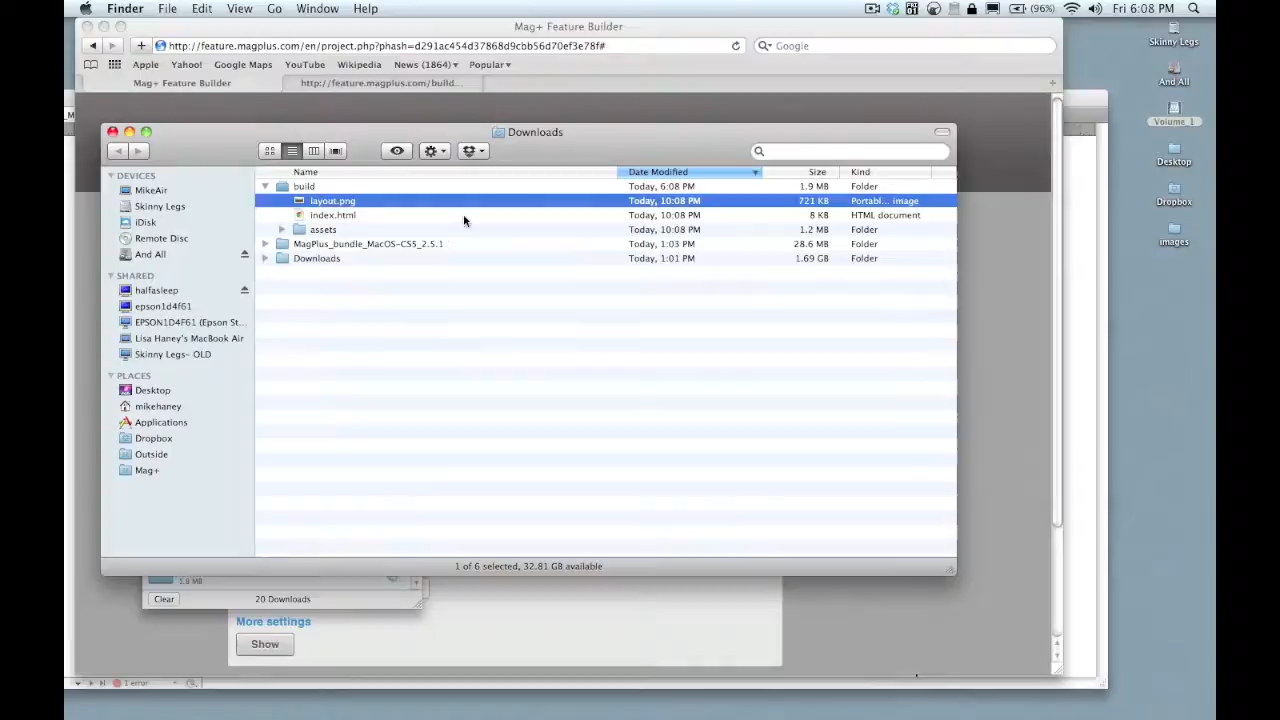 Finder File Edit View Go Window Help (96%) Fri 6:08 PM
Mag+ Feature Builder
http://feature.magplus.com/en/project.php?phash=d291ac454d37868d9cbb56d70ef3e78f# Google
Apple Yahoo! Google Maps YouTube Wikipedia News (1864) Popular
Mag+ Feature Builder http://feature.magplus.com/build...
Downloads
Name Date Modified Size Kind
build Today, 6:08 PM 1.9 MB Folder
layout.png Today, 10:08 PM 721 KB Portabl... image
index.html Today, 10:08 PM 8 KB HTML document
assets Today, 10:08 PM 1.2 MB Folder
MagPlus_bundle_MacOS-CS5_2.5.1 Today, 1:03 PM 28.6 MB Folder
Downloads Today, 1:01 PM 1.69 GB Folder
DEVICES
MikeAir
Skinny Legs
iDisk
Remote Disc
And All
SHARED
halfasleep
epson1d4f61
EPSON1D4F61 (Epson St...
Lisa Haney's MacBook Air
Skinny Legs- OLD
PLACES
Desktop
mikehaney
Applications
Dropbox
Outside
Mag+
1 of 6 selected, 32.81 GB available
1.8 MB
Clear 20 Downloads
More settings
Show
1 error
Skinny Legs
And All
Volume_1
Desktop
Dropbox
images